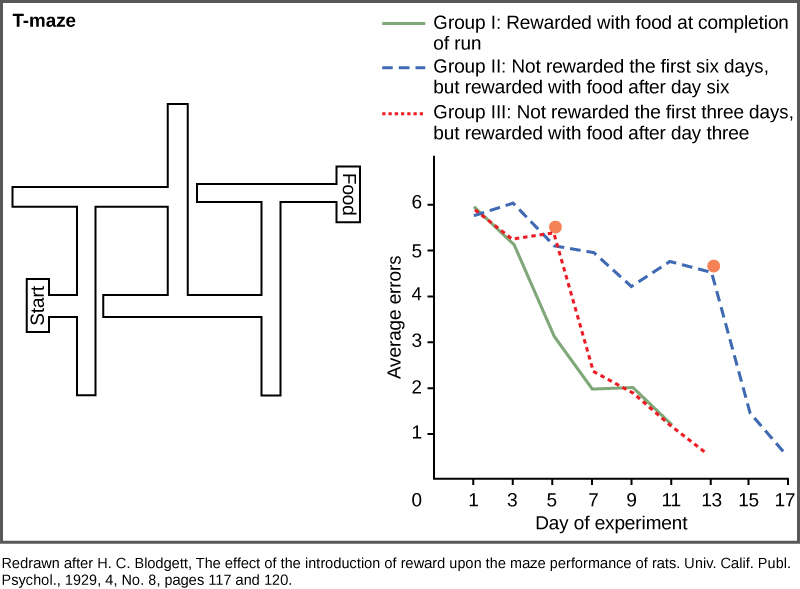 T-maze
Group I: Rewarded with food at completion
of run
Group II: Not rewarded the first six days,
but rewarded with food after day six
Group III: Not rewarded the first three days,
but rewarded with food after day three
Food
Start
Average errors
6
5
4
3
2
1
0
1 3 5 7 9 11 13 15 17
Day of experiment
Redrawn after H. C. Blodgett, The effect of the introduction of reward upon the maze performance of rats. Univ. Calif. Publ.
Psychol., 1929, 4, No. 8, pages 117 and 120.